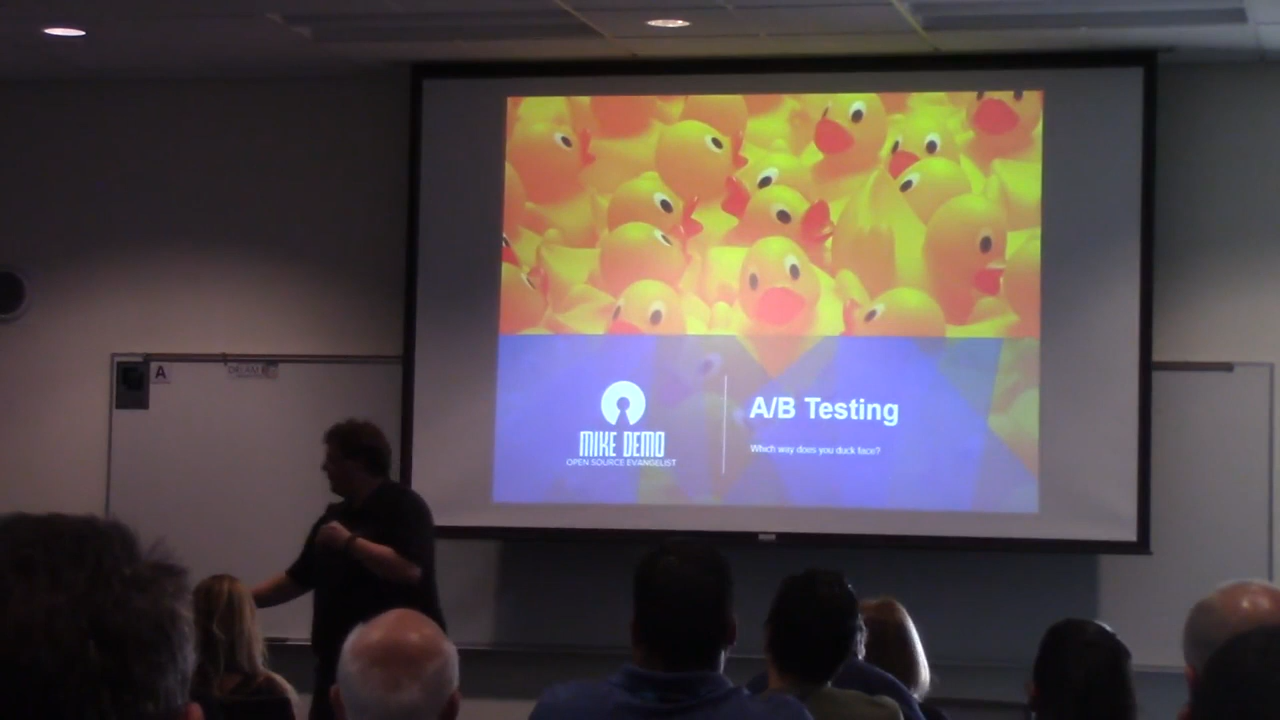 A
A/B Testing
Which way does you duck face?
MIKE DEMO
OPEN SOURCE EVANGELIST